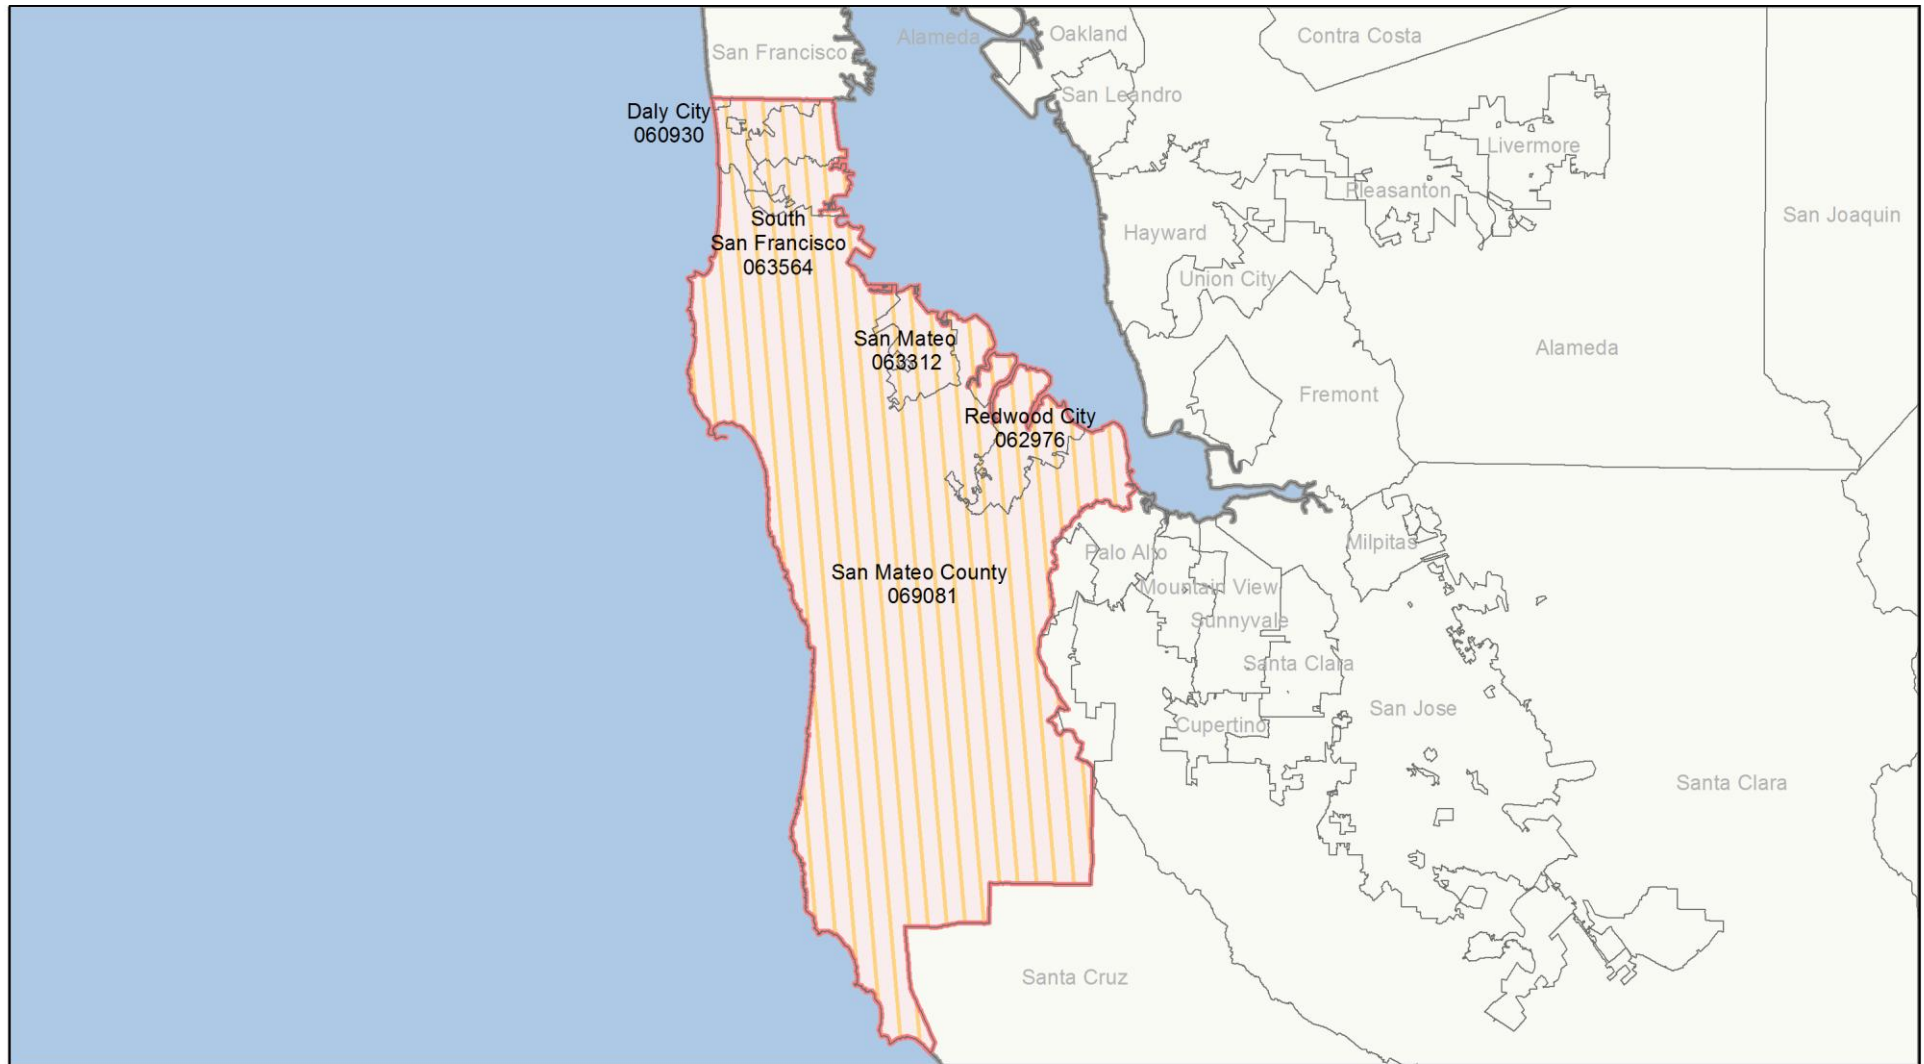 San Francisco
Alameda
Oakland
Contra Costa
San Leandro
Daly City
060930
Livermore
Pleasanton
San Joaquin
South
San Francisco
063564
Hayward
Union City
San Mateo
063312
Alameda
Fremont
Redwood City
062976
San Mateo County
069081
Palo Alto
Milpitas
Mountain View
Sunnyvale
Santa Clara
San Jose
Cupertino
Santa Clara
Santa Cruz